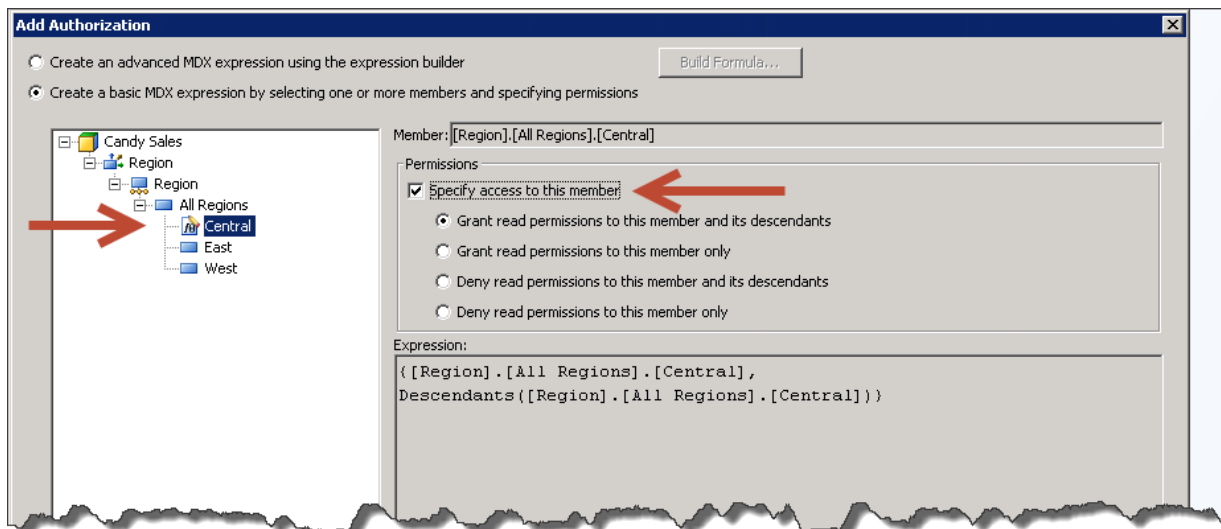 Add Authorization
Create an advanced MDX expression using the expression builder
Build Formula...
Create a basic MDX expression by selecting one or more members and specifying permissions
Candy Sales
Region
Region
All Regions
Central
East
West
Member: [Region].[All Regions].[Central]
Permissions
Specify access to this member
Grant read permissions to this member and its descendants
Grant read permissions to this member only
Deny read permissions to this member and its descendants
Deny read permissions to this member only
Expression:
{[Region].[All Regions].[Central],
Descendants([Region].[All Regions].[Central])}